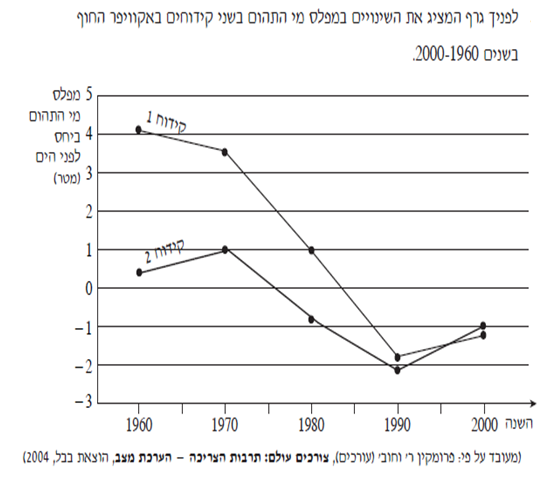 לפניך גרף המציג את השינויים במפלס מי התהום בשני קידוחים באקוויפר החוף
בשנים 2000-1960.
מפלס
מי התהום
ביחס
לפני הים
(מטר)
5
4
3
2
1
0
−1
−2
−3
קידוח 1
קידוח 2
1960 1970 1980 1990 2000 השנה
(מעובד על פי: פרומקין ר' וחוב' (עורכים), צורכים עולם: תרבות הצריכה – הערכת מצב, הוצאת בבל, 2004)